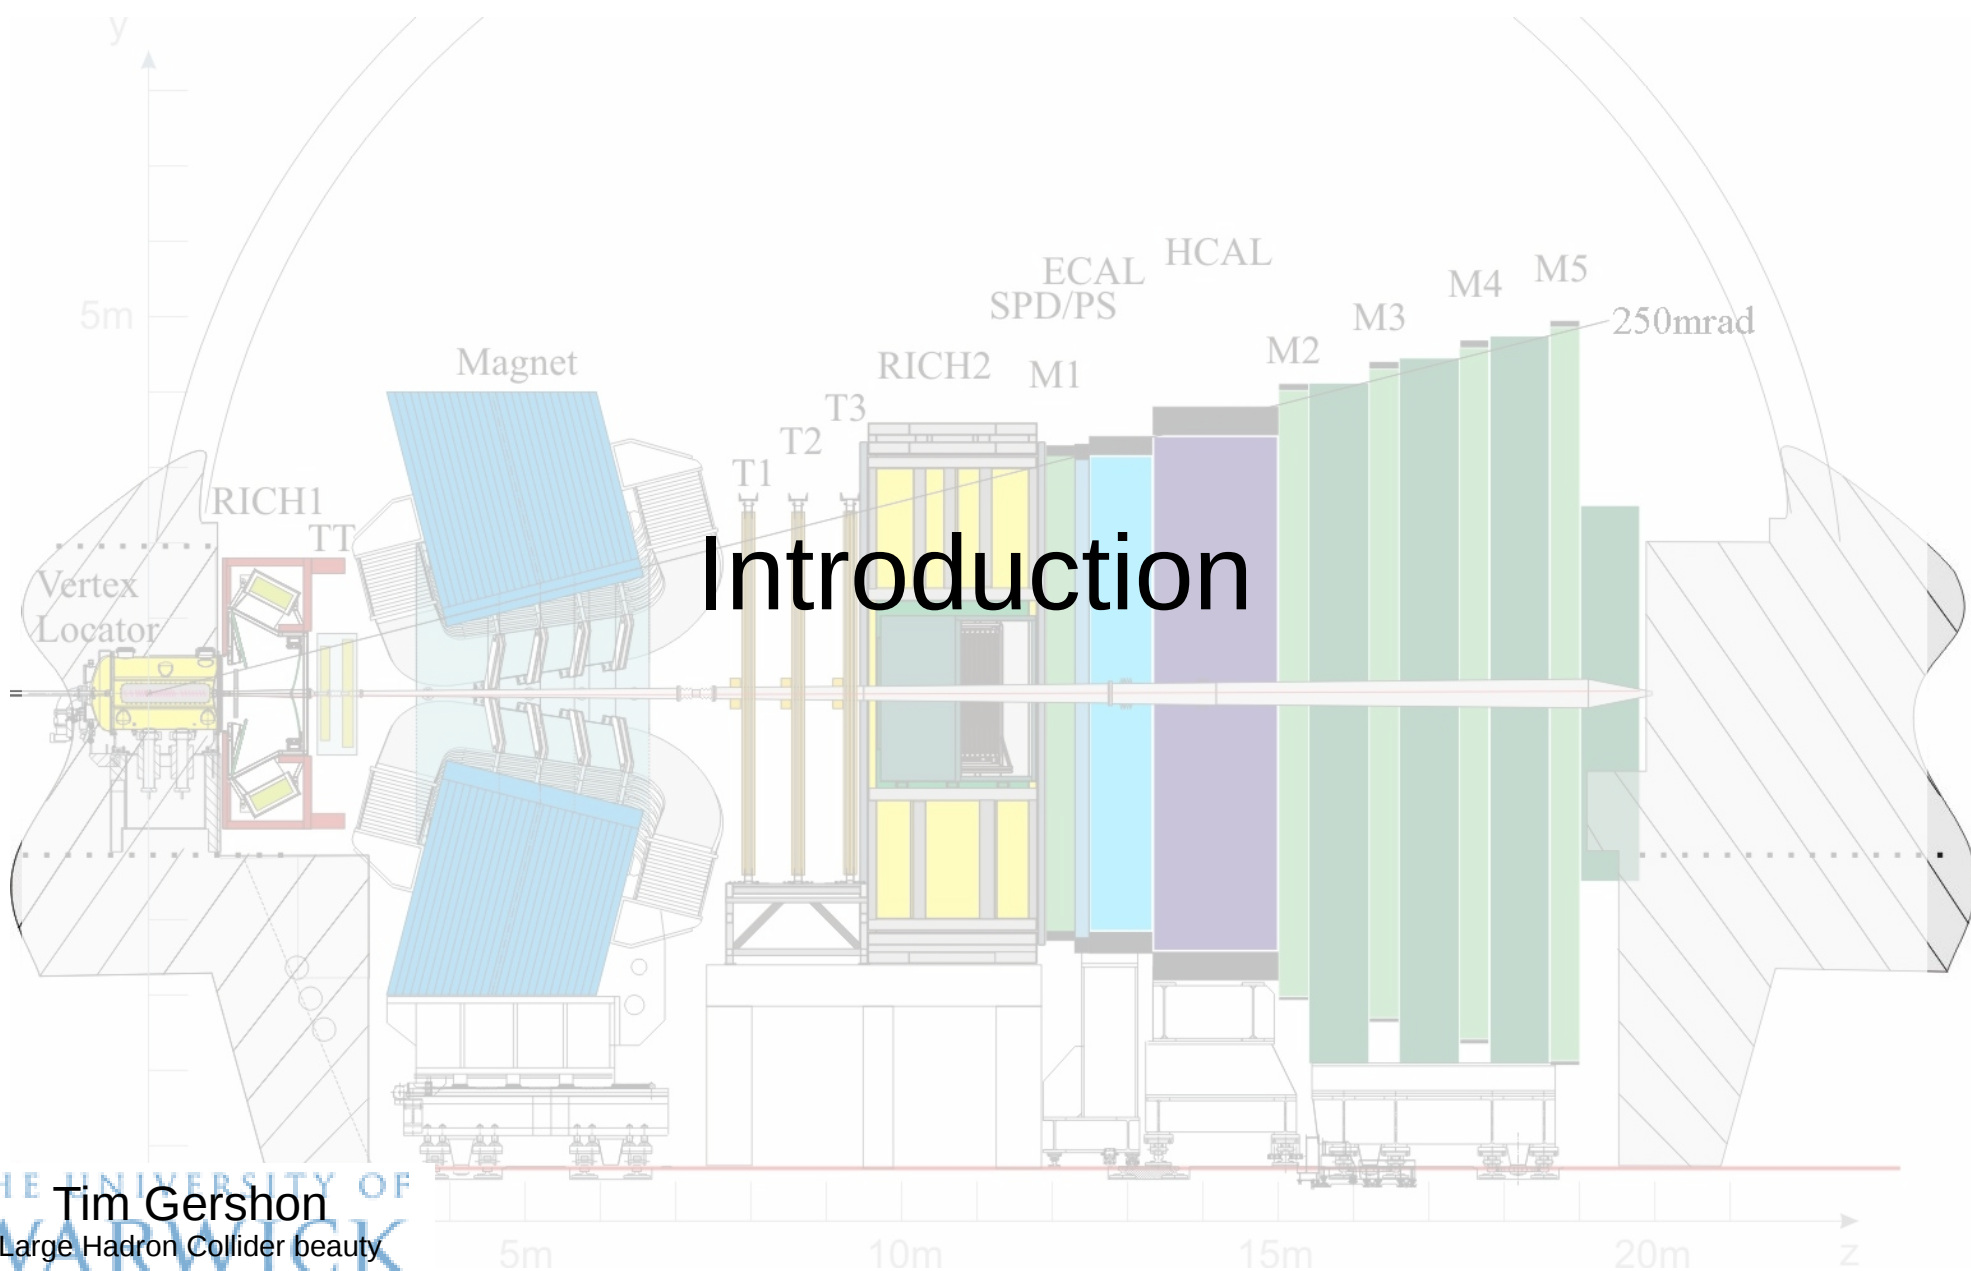 y
HCAL
ECAL
M5
M4
SPD/PS
5m
M3
250mrad
M2
Magnet
RICH2
M1
T3
T2
T1
RICH1
TT
Introduction
Vertex
Locator
HE UNIVERSITY OF
Tim Gershon
WARWICK
Large Hadron Collider beauty
5m
10m
15m
20m
z